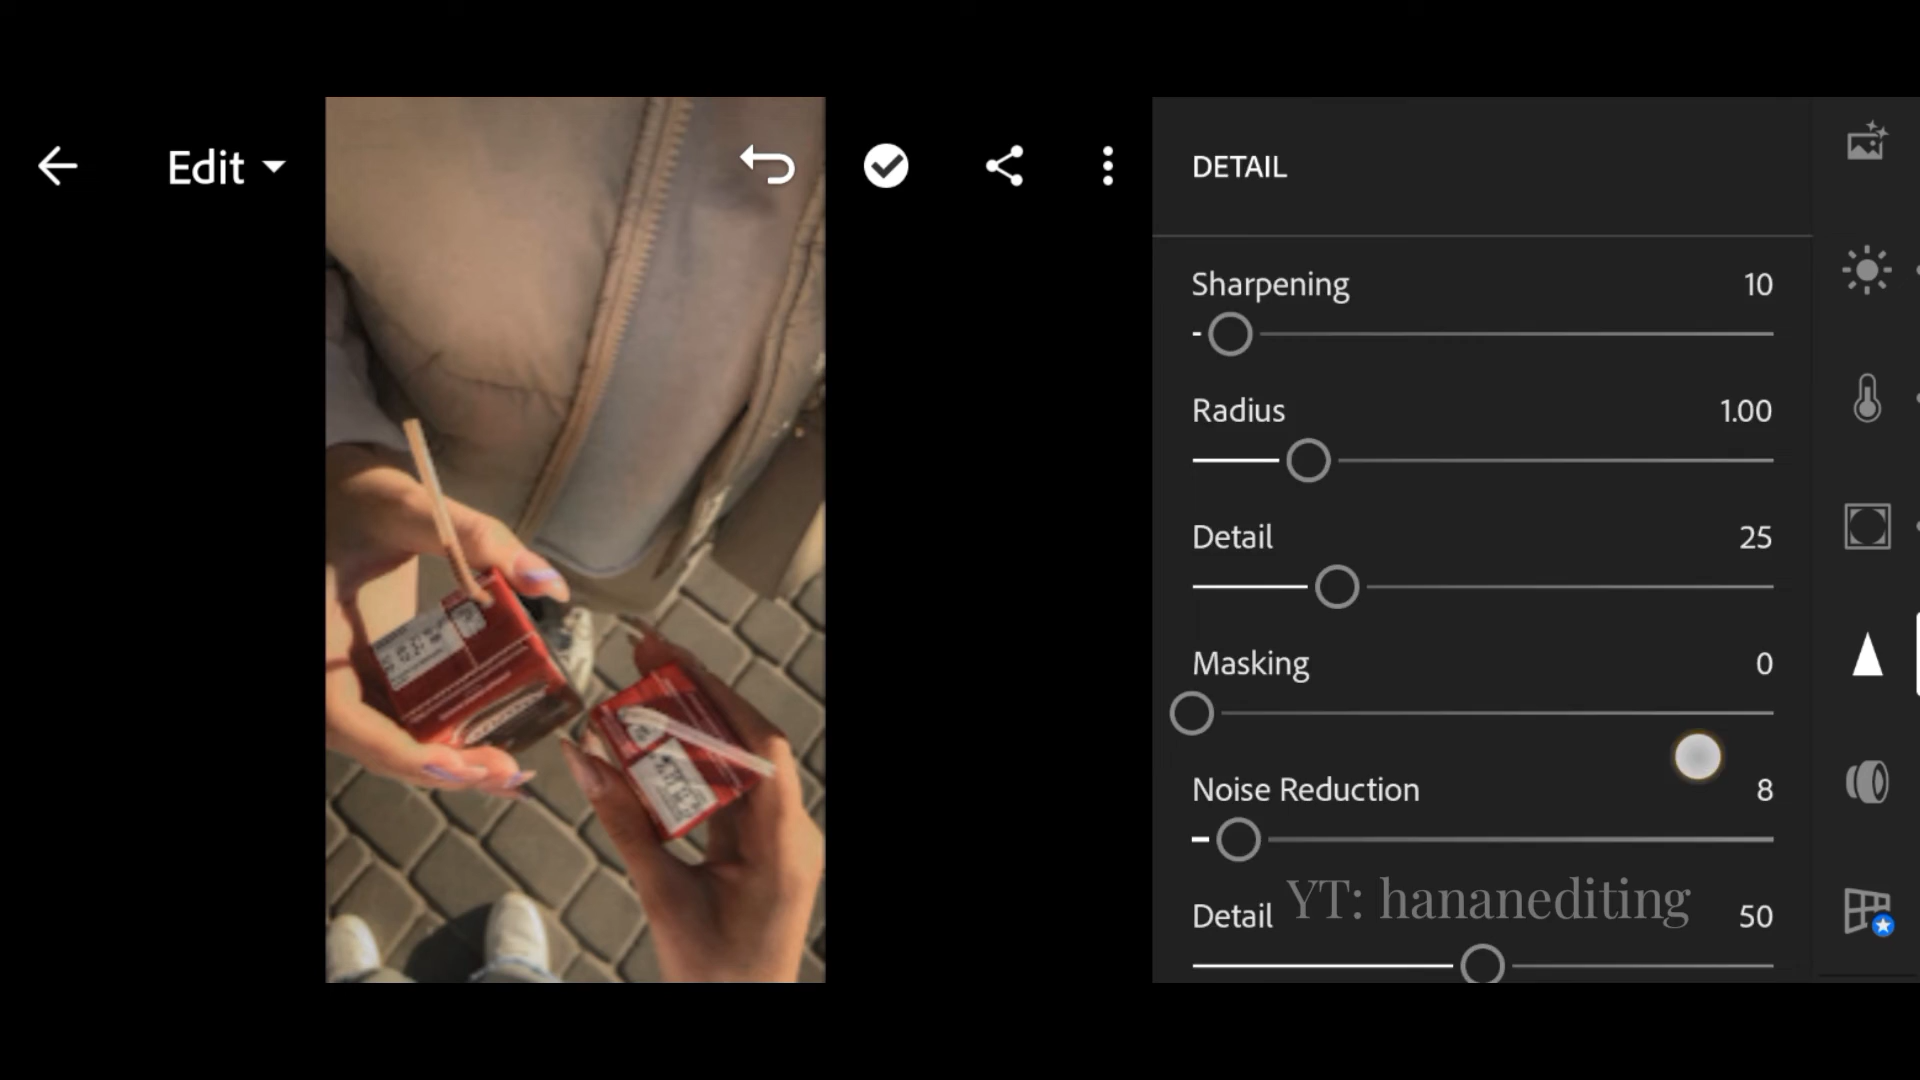 Edit
DETAIL
Sharpening 10
Radius 1.00
Detail 25
Masking 0
Noise Reduction 8
YT: hananediting
Detail 50